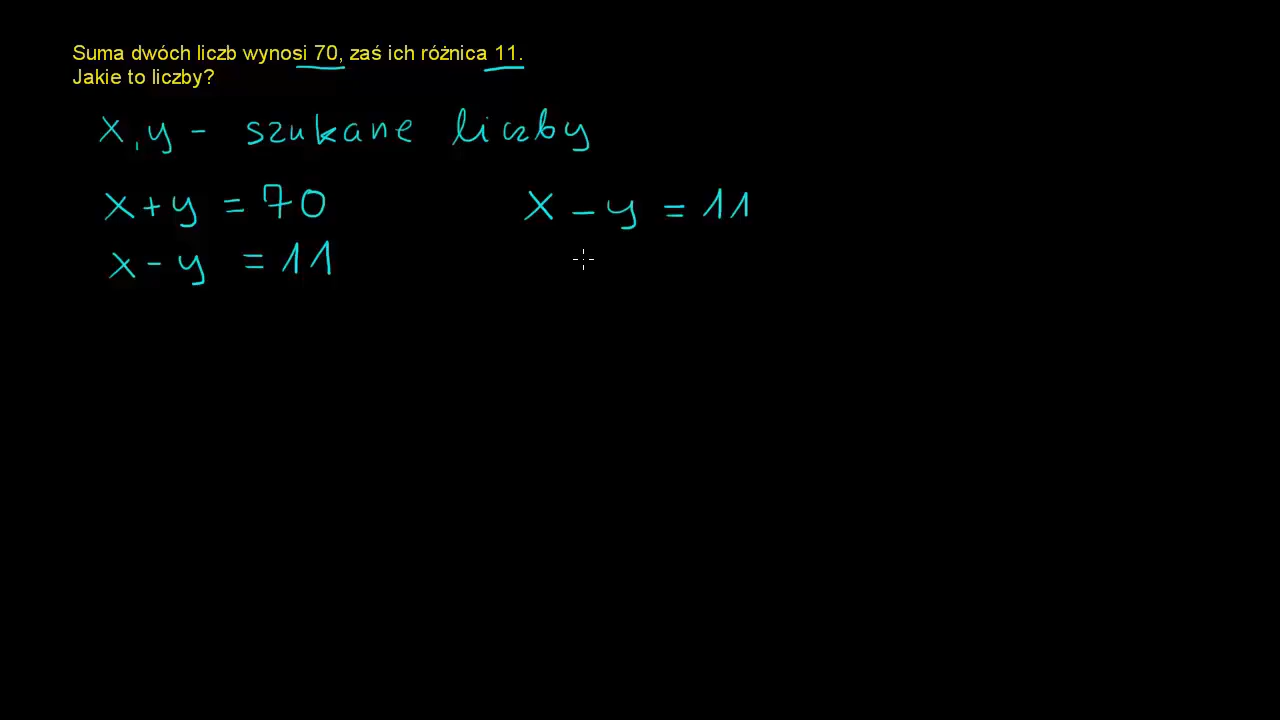 Suma dwóch liczb wynosi 70, zaś ich różnica 11.
Jakie to liczby?
x, y - szukane liczby
x + y = 70
x - y = 11
x - y = 11